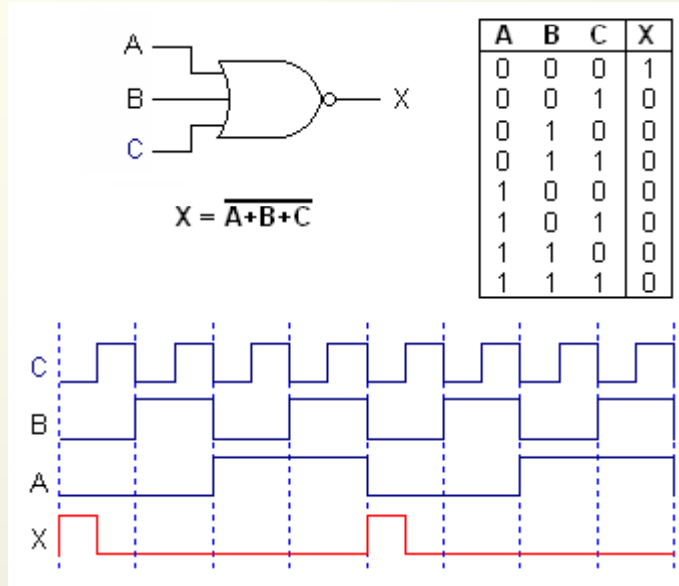 A
B
C
X
X = A+B+C
A B C X
0 0 0 1
0 0 1 0
0 1 0 0
0 1 1 0
1 0 0 0
1 0 1 0
1 1 0 0
1 1 1 0
C
B
A
X